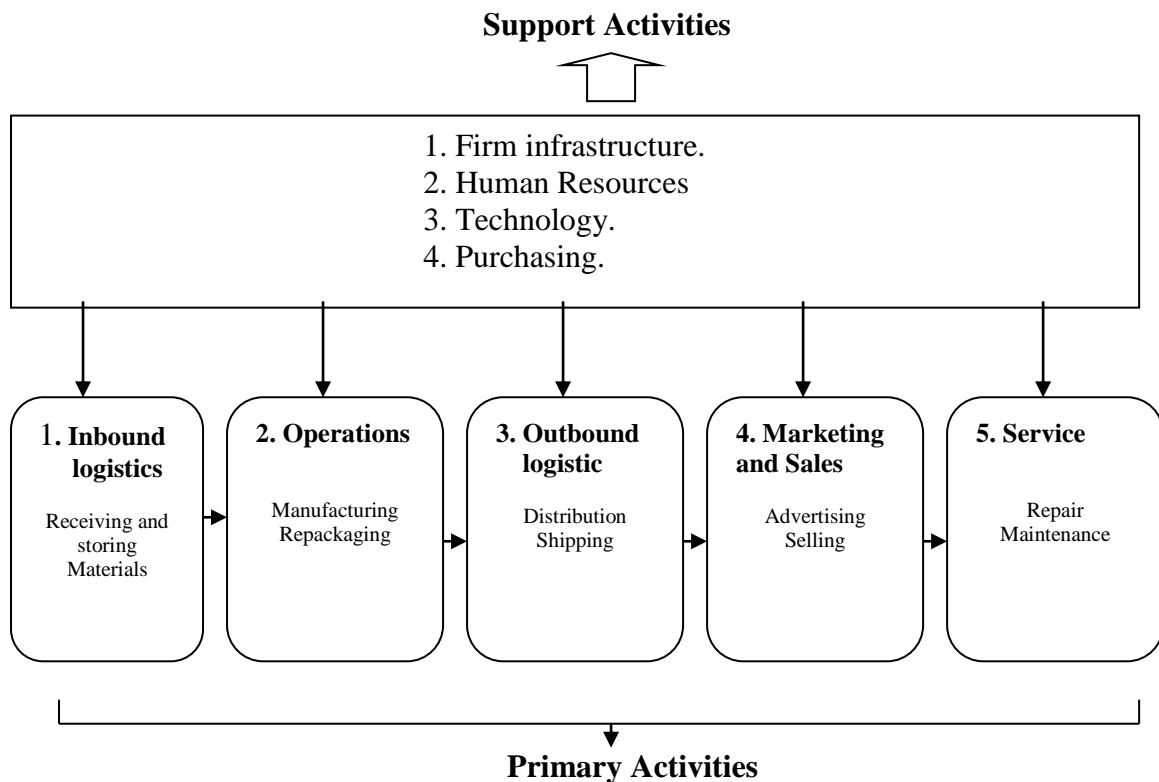 Support Activities
1. Firm infrastructure.
2. Human Resources
3. Technology.
4. Purchasing.
1. Inbound
logistics
Receiving and
storing
Materials
2. Operations
Manufacturing
Repackaging
3. Outbound
logistic
Distribution
Shipping
4. Marketing
and Sales
Advertising
Selling
5. Service
Repair
Maintenance
Primary Activities